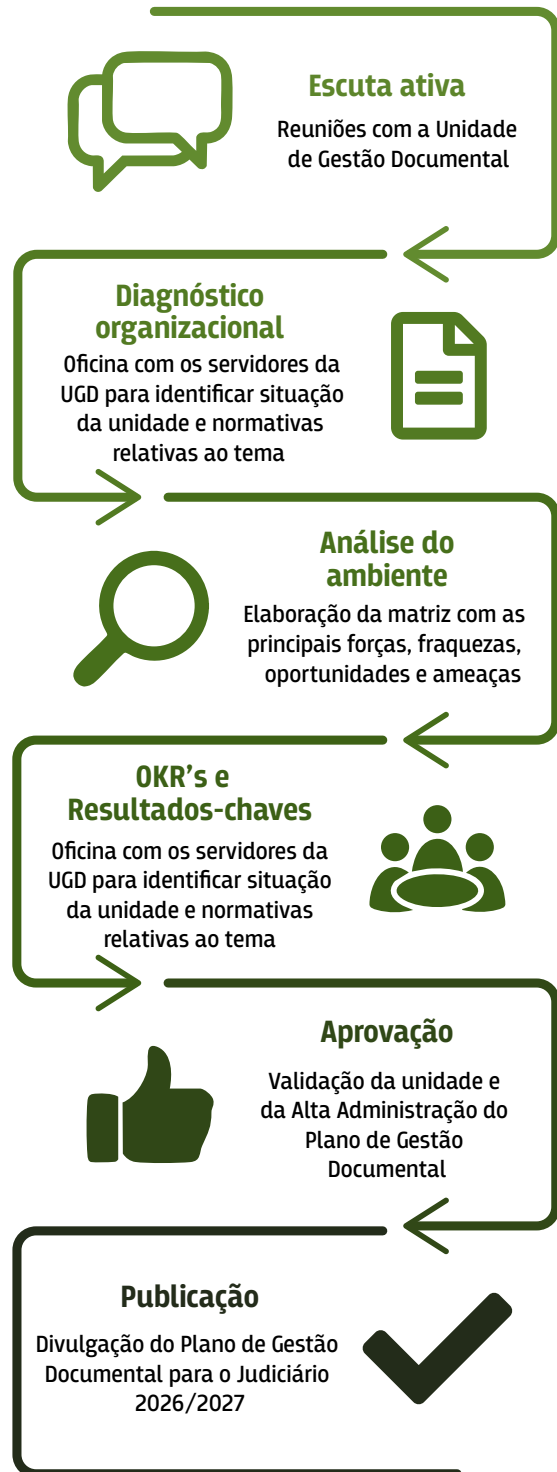 Escuta ativa
Reuniões com a Unidade
de Gestão Documental
Diagnóstico
organizacional
Oficina com os servidores da
UGD para identificar situação
da unidade e normativas
relativas ao tema
Análise do
ambiente
Elaboração da matriz com as
principais forças, fraquezas,
oportunidades e ameaças
OKR's e
Resultados-chaves
Oficina com os servidores da
UGD para identificar situação
da unidade e normativas
relativas ao tema
Aprovação
Validação da unidade e
da Alta Administração do
Plano de Gestão
Documental
Publicação
Divulgação do Plano de Gestão
Documental para o Judiciário
2026/2027